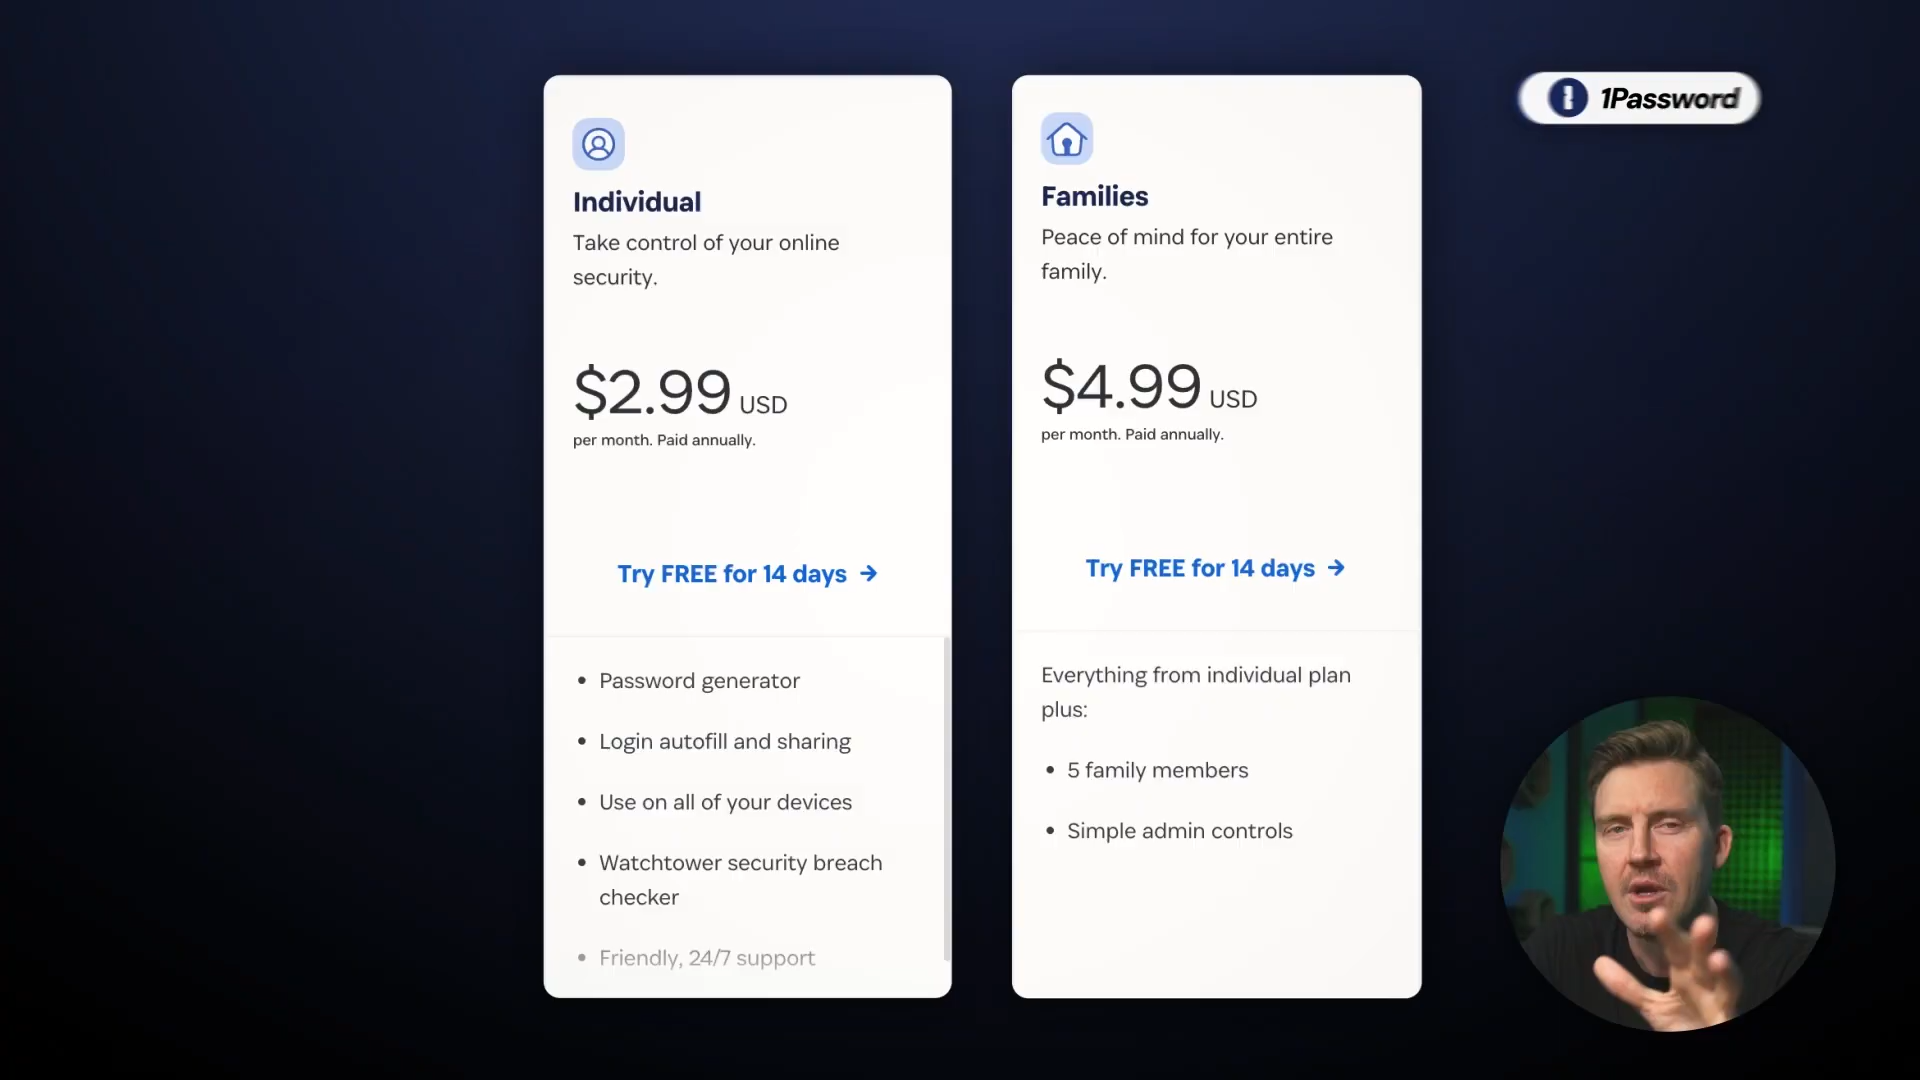 1Password
Individual
Take control of your online
security.
$2.99 USD
per month. Paid annually.
Try FREE for 14 days →
• Password generator
• Login autofill and sharing
• Use on all of your devices
• Watchtower security breach
checker
• Friendly, 24/7 support
Families
Peace of mind for your entire
family.
$4.99 USD
per month. Paid annually.
Try FREE for 14 days →
Everything from individual plan
plus:
• 5 family members
• Simple admin controls